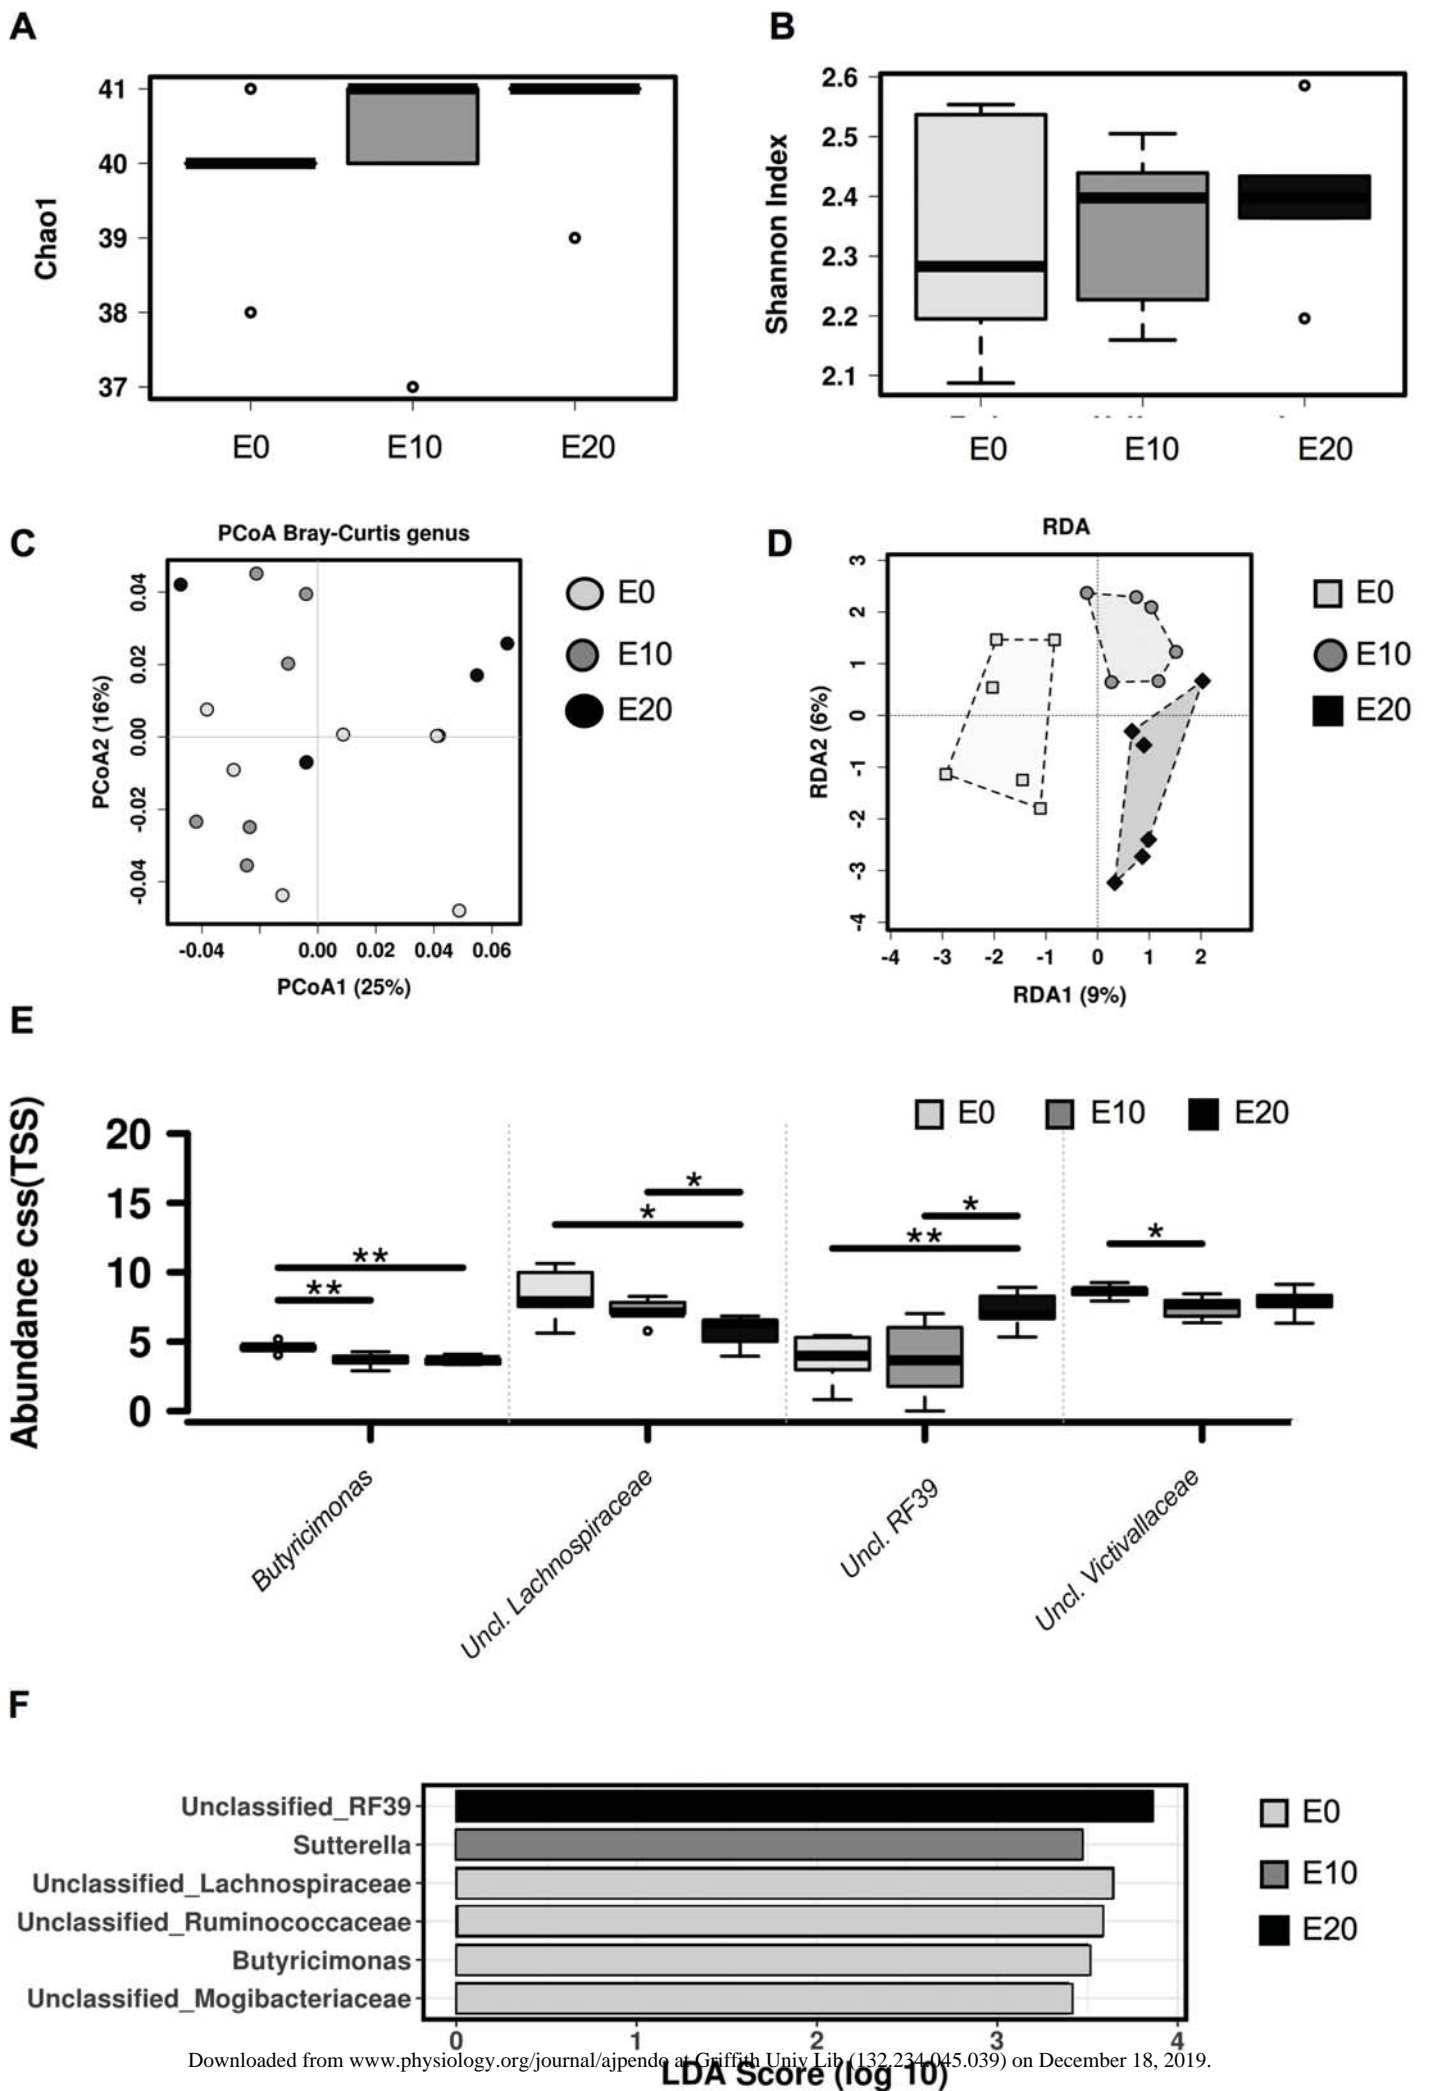 A
B
Chao1
41
40
39
38
37
E0
E10
E20
Shannon Index
2.6
2.5
2.4
2.3
2.2
2.1
E0
E10
E20
C
PCoA Bray-Curtis genus
PCoA2 (16%)
0.04
0.02
0.00
-0.02
-0.04
-0.04
0.00
0.02
0.04
0.06
PCoA1 (25%)
E0
E10
E20
D
RDA
RDA2 (6%)
3
2
1
0
-1
-2
-3
-4
-4
-3
-2
-1
0
1
2
RDA1 (9%)
E0
E10
E20
E
Abundance css(TSS)
20
15
10
5
0
E0
E10
E20
**
**
*
*
*
**
*
Butyricimonas
Uncl. Lachnospiraceae
Uncl. RF39
Uncl. Victivallaceae
F
Unclassified_RF39
Sutterella
Unclassified_Lachnospiraceae
Unclassified_Ruminococcaceae
Butyricimonas
Unclassified_Mogibacteriaceae
E0
E10
E20
0
1
2
3
4
Downloaded from www.physiology.org/journal/ajpendo at Griffith Univ Lib (132.234.045.039) on December 18, 2019.
LDA Score (log 10)